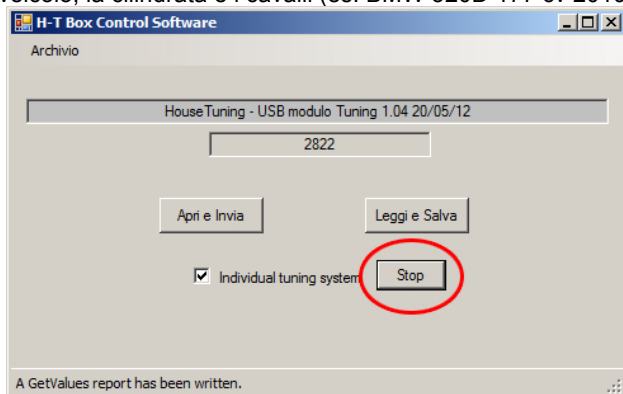 H-T Box Control Software
Archivio
HouseTuning - USB modulo Tuning 1.04 20/05/12
2822
Apri e Invia
Leggi e Salva
Individual tuning system
Stop
A GetValues report has been written.